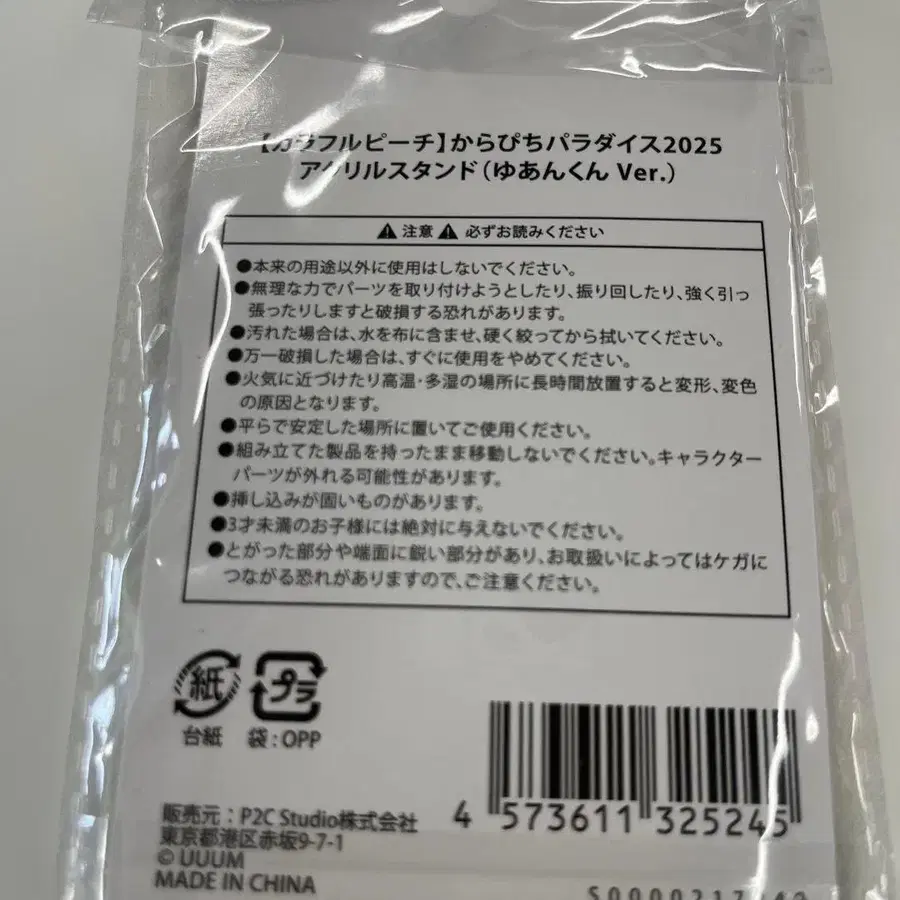 【カラフルピーチ】からぴちパラダイス2025
アクリルスタンド（ゆあんくん Ver.）
⚠ 注意 ⚠ 必ずお読みください
●本来の用途以外に使用はしないでください。
●無理な力でパーツを取り付けようとしたり、振り回したり、強く引っ
張ったりしますと破損する恐れがあります。
●汚れた場合は、水を布に含ませ、硬く絞ってから拭いてください。
●万一破損した場合は、すぐに使用をやめてください。
●火気に近づけたり高温・多湿の場所に長時間放置すると変形、変色
の原因となります。
●平らで安定した場所に置いてご使用ください。
●組み立てた製品を持ったまま移動しないでください。キャラクター
パーツが外れる可能性があります。
●挿し込みが固いものがあります。
●3才未満のお子様には絶対に与えないでください。
●とがった部分や端面に鋭い部分があり、お取扱いによってはケガに
つながる恐れがありますので、ご注意ください。
紙 プラ
台紙 袋：OPP
販売元：P2C Studio株式会社
東京都港区赤坂9-7-1
© UUUM
MADE IN CHINA
4 573611 325245